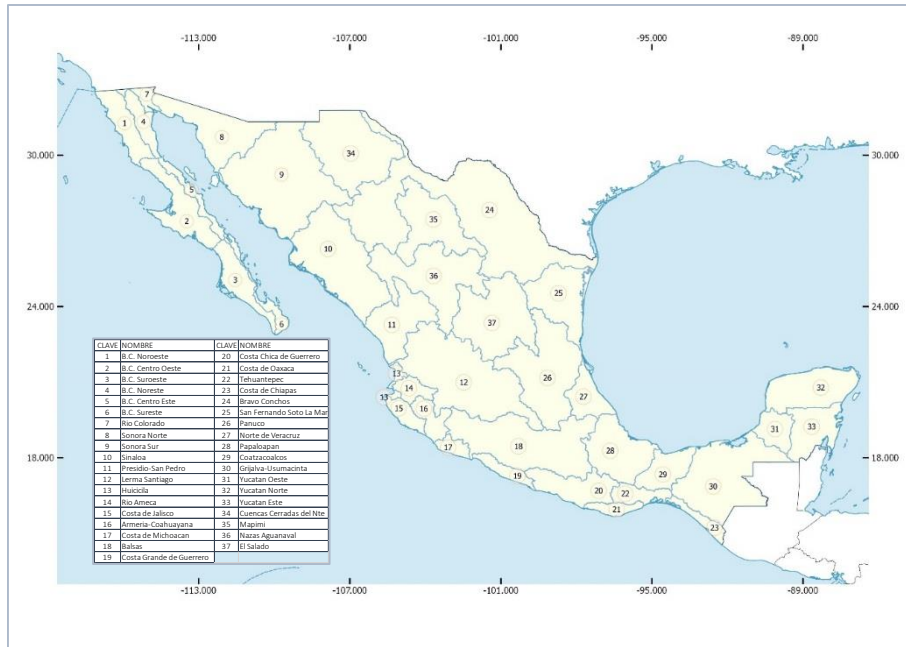 -113.000 -107.000 -101.000 -95.000 -89.000
7
1 4 8
34
30.000 30.000
9
5
24
2 35
10
36
3
25
24.000 24.000
6 11 37
13 12 26
14 32
13 27
15 16
31 33
17 18 28
18.000 18.000
29
19 20 22 30
21
23
CLAVE NOMBRE CLAVE NOMBRE
1 B.C. Noroeste 20 Costa Chica de Guerrero
2 B.C. Centro Oeste 21 Costa de Oaxaca
3 B.C. Suroeste 22 Tehuantepec
4 B.C. Noreste 23 Costa de Chiapas
5 B.C. Centro Este 24 Bravo Conchos
6 B.C. Sureste 25 San Fernando Soto La Mar
7 Rio Colorado 26 Panuco
8 Sonora Norte 27 Norte de Veracruz
9 Sonora Sur 28 Papaloapan
10 Sinaloa 29 Coatzacoalcos
11 Presidio-San Pedro 30 Grijalva-Usumacinta
12 Lerma Santiago 31 Yucatan Oeste
13 Huicicila 32 Yucatan Norte
14 Rio Ameca 33 Yucatan Este
15 Costa de Jalisco 34 Cuencas Cerradas del Nte
16 Armeria-Coahuayana 35 Mapimi
17 Costa de Michoacan 36 Nazas Aguanaval
18 Balsas 37 El Salado
19 Costa Grande de Guerrero
-113.000 -107.000 -101.000 -95.000 -89.000